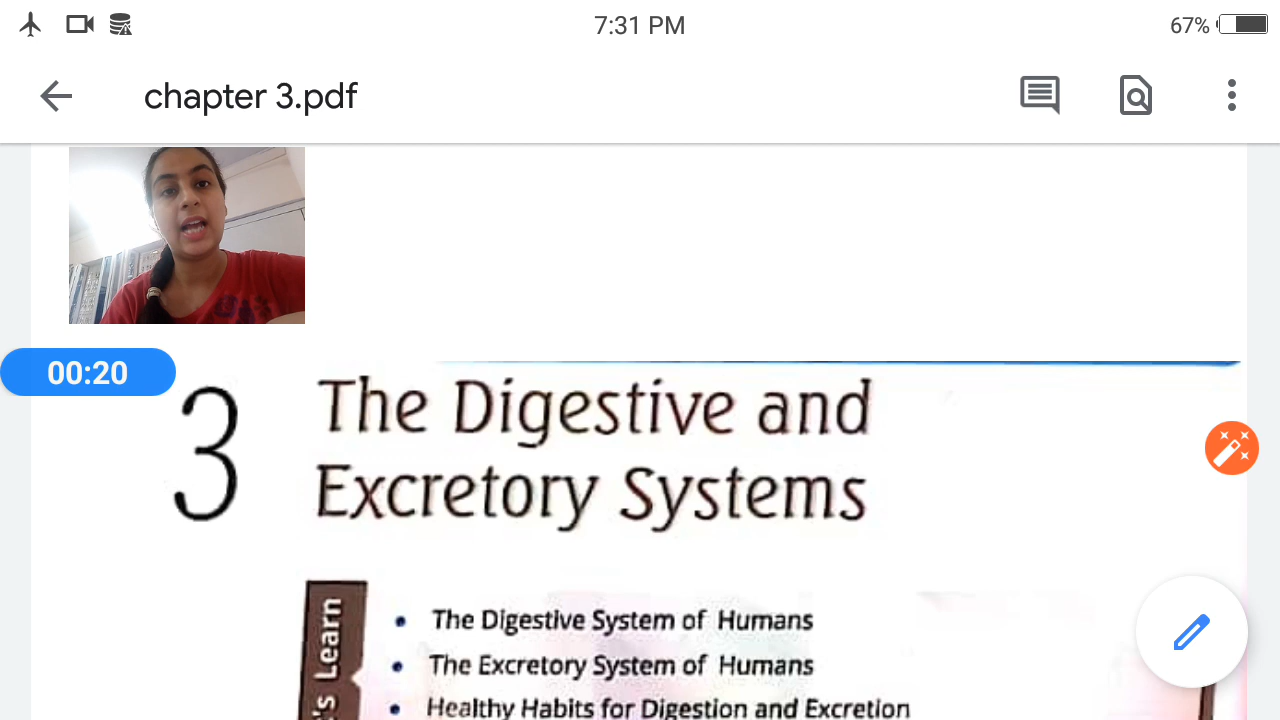 7:31 PM
67%
chapter 3.pdf
00:20
3
The Digestive and
Excretory Systems
's Learn
• The Digestive System of Humans
• The Excretory System of Humans
• Healthy Habits for Digestion and Excretion